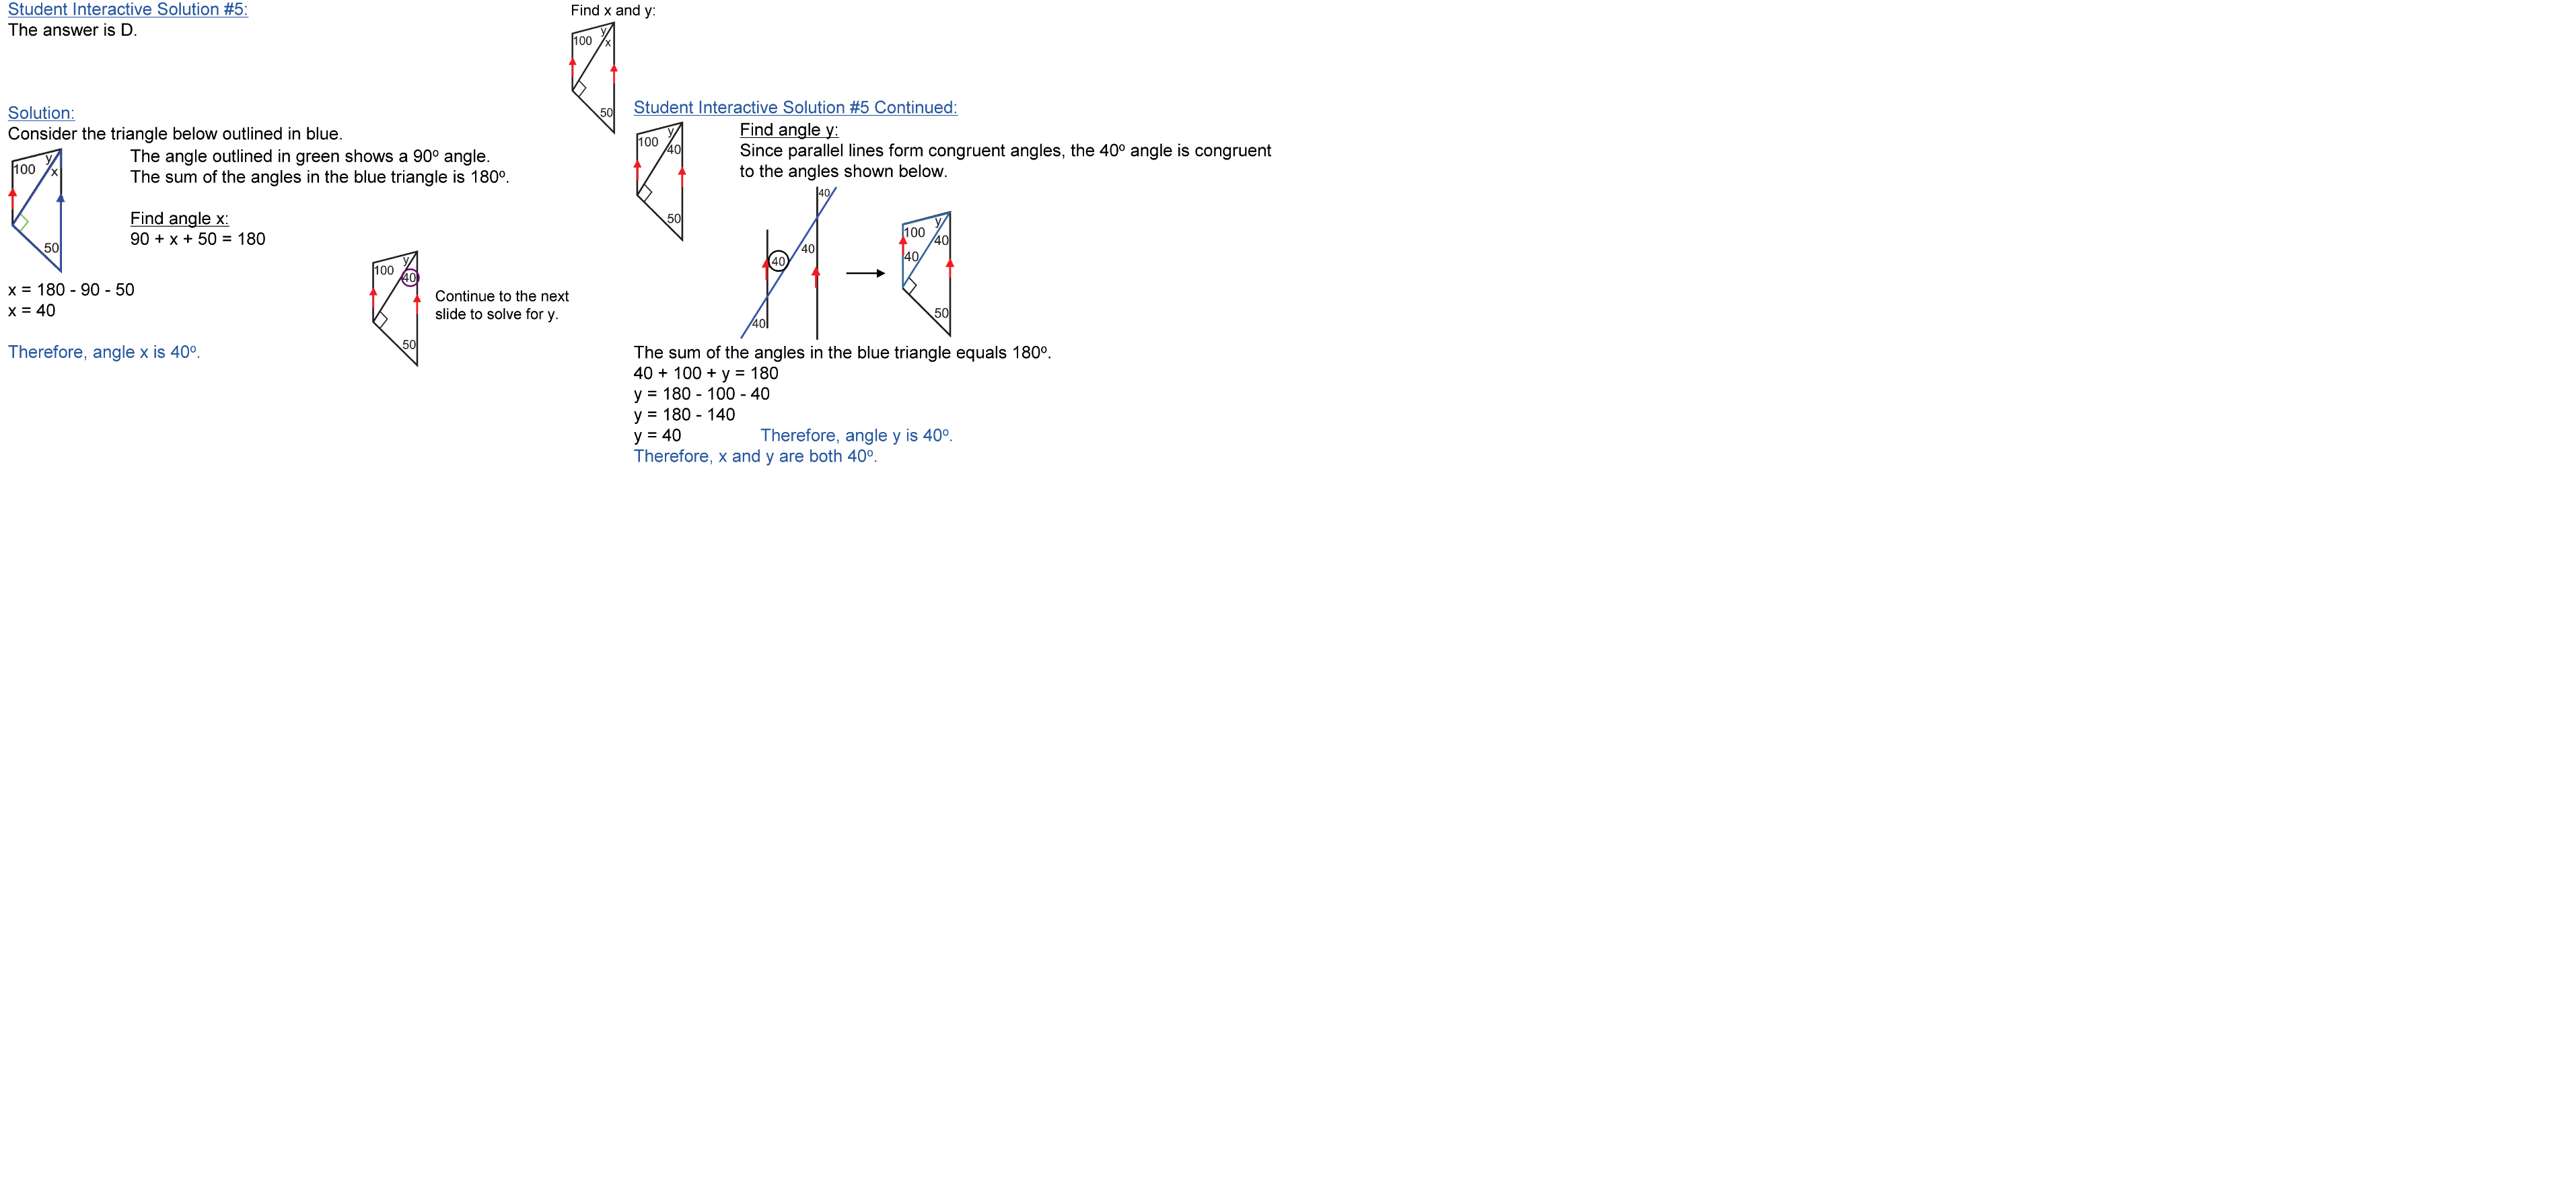 Student Interactive Solution #5:
The answer is D.
Find x and y:
100
y
x
50
Solution:
Consider the triangle below outlined in blue.
100
y
x
50
The angle outlined in green shows a 90º angle.
The sum of the angles in the blue triangle is 180º.
Find angle x:
90 + x + 50 = 180
x = 180 - 90 - 50
x = 40
Therefore, angle x is 40º.
100
y
40
50
Continue to the next
slide to solve for y.
Student Interactive Solution #5 Continued:
100
y
40
50
Find angle y:
Since parallel lines form congruent angles, the 40º angle is congruent
to the angles shown below.
40
40
40
40
100
y
40
40
50
The sum of the angles in the blue triangle equals 180º.
40 + 100 + y = 180
y = 180 - 100 - 40
y = 180 - 140
y = 40
Therefore, angle y is 40º.
Therefore, x and y are both 40º.